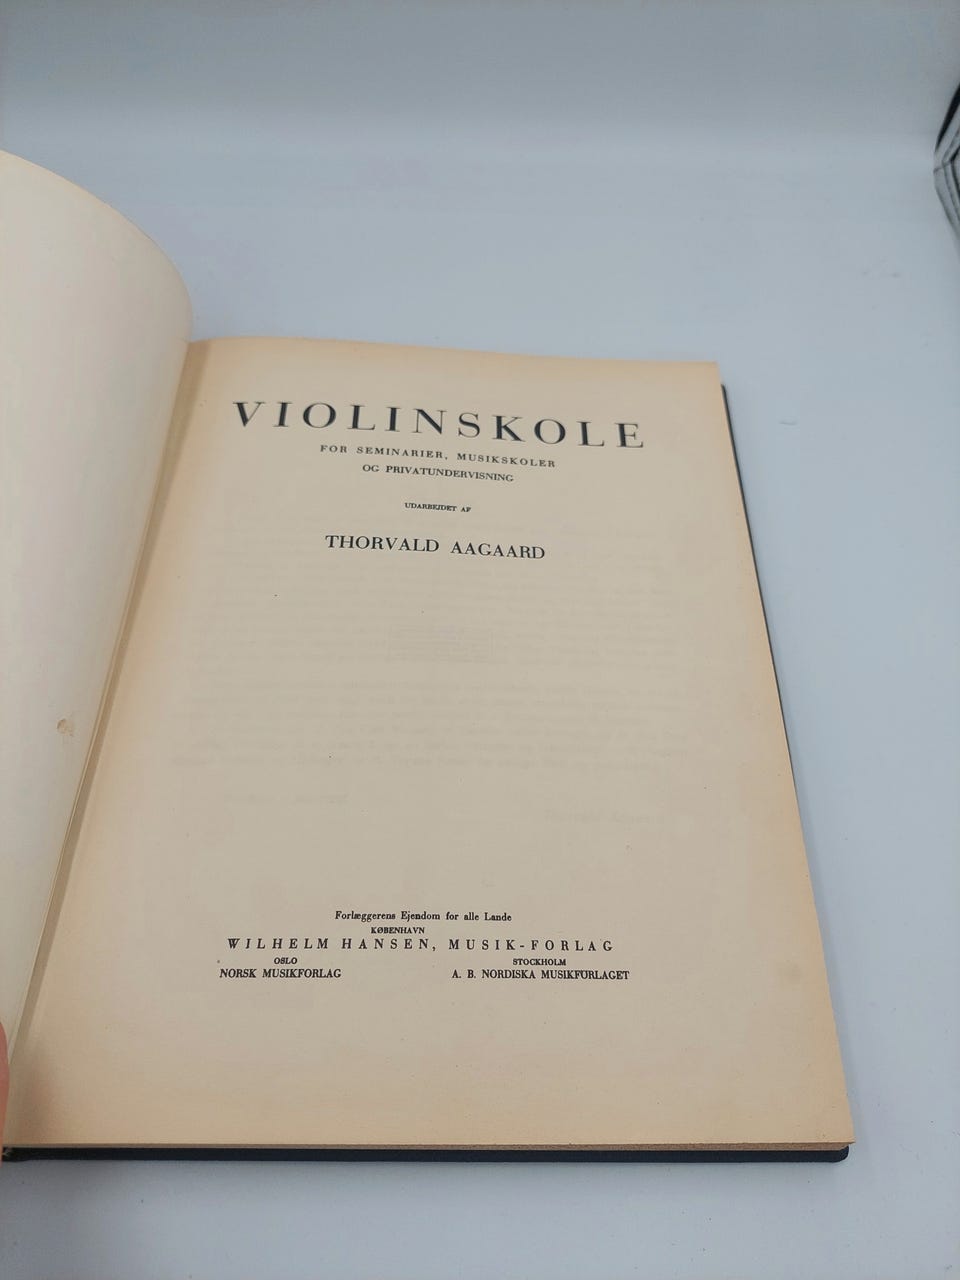 VIOLINSKOLE
FOR SEMINARIER, MUSIKSKOLER
OG PRIVATUNDERVISNING
UDARBEJDET AF
THORVALD AAGAARD
Forlæggerens Ejendom for alle Lande
KØBENHAVN
WILHELM HANSEN, MUSIK-FORLAG
OSLO
NORSK MUSIKFORLAG
STOCKHOLM
A. B. NORDISKA MUSIKFÖRLAGET